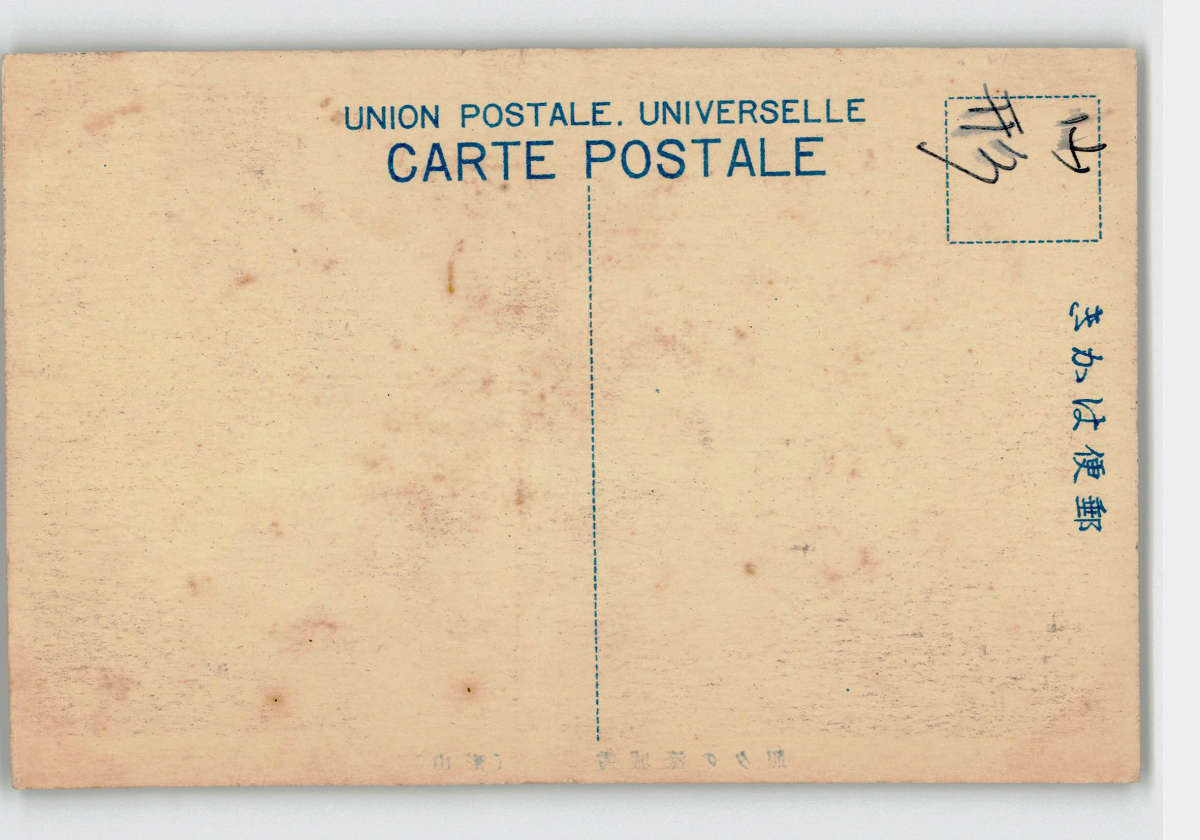 UNION POSTALE. UNIVERSELLE
CARTE POSTALE
山形
郵便はかき